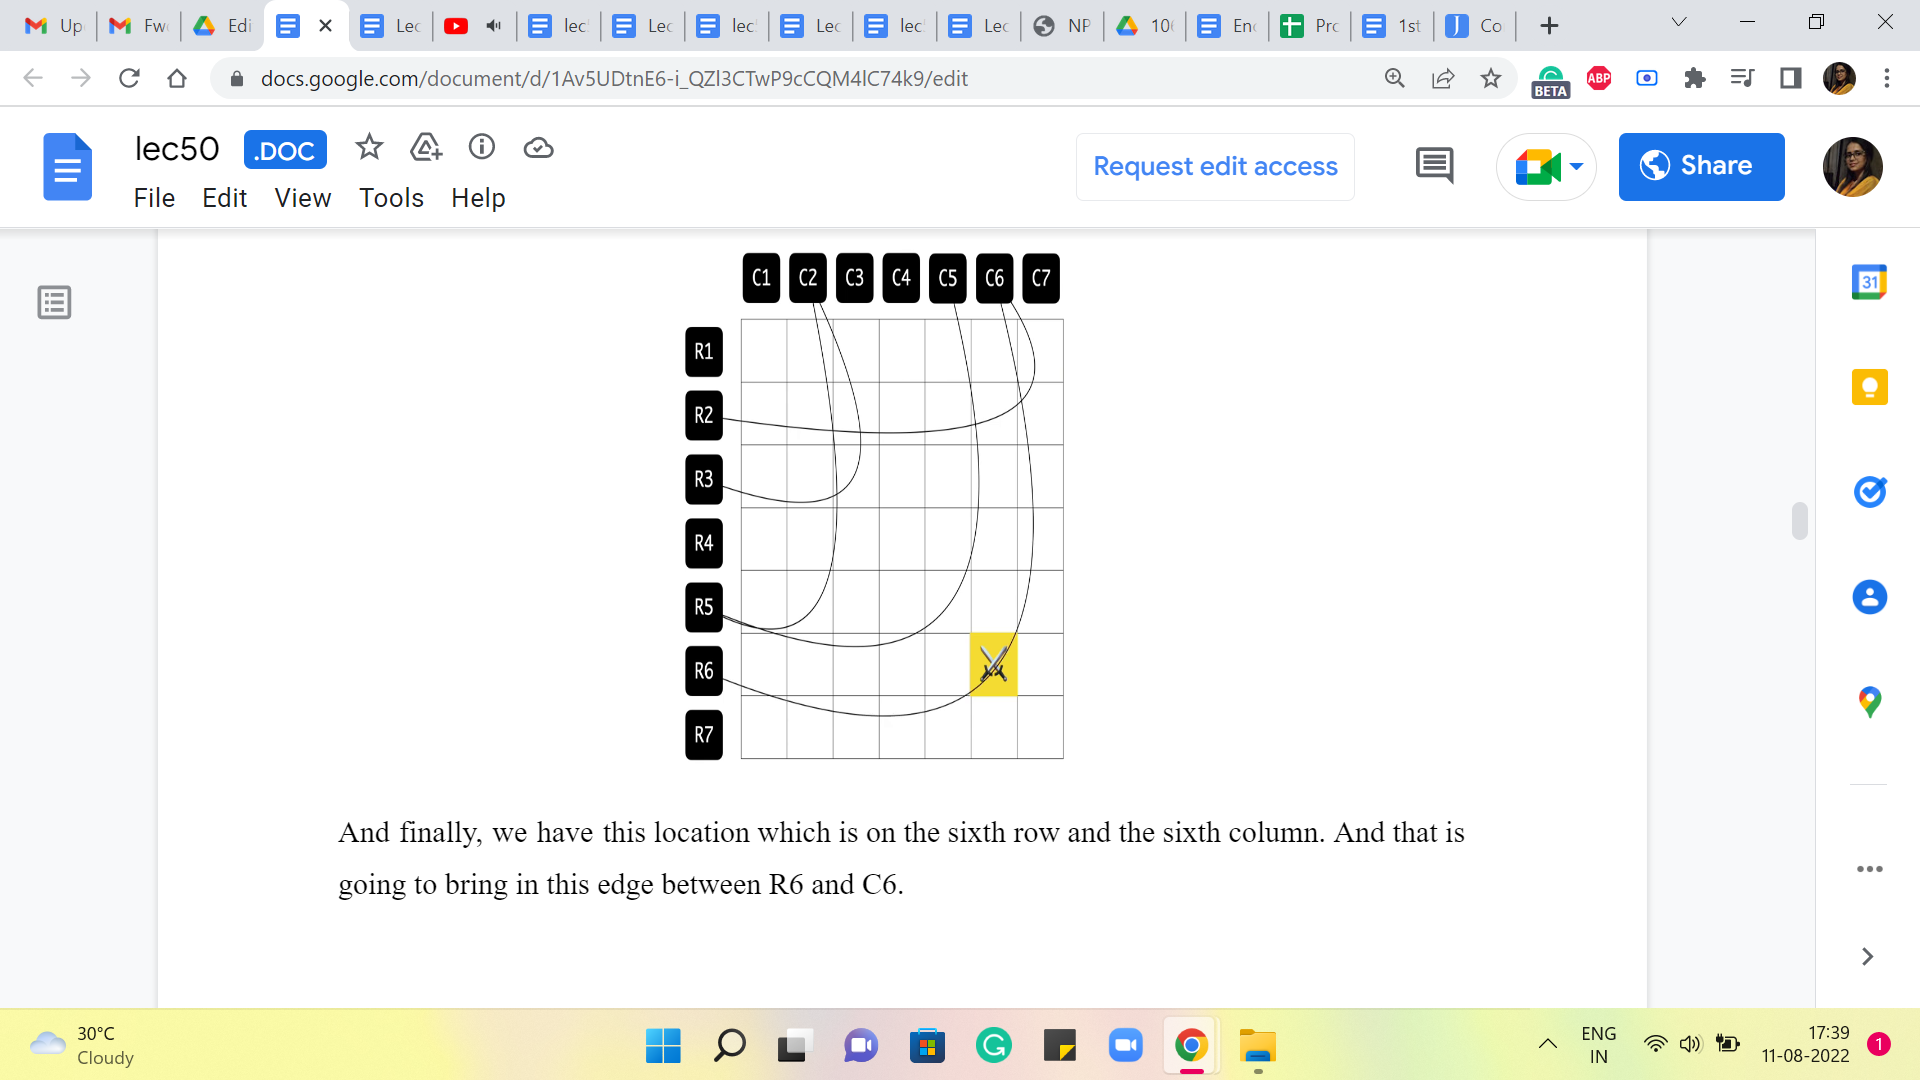 Up
Fw
Edi
Lec
lec
Lec
lec
Lec
lec
Lec
NP
10
En
Pro
1st
Co
docs.google.com/document/d/1Av5UDtnE6-i_QZl3CTwP9cCQM4lC74k9/edit
BETA
ABP
lec50
.DOC
Request edit access
Share
File Edit View Tools Help
31
C1 C2 C3 C4 C5 C6 C7
R1
R2
R3
R4
R5
R6
R7
And finally, we have this location which is on the sixth row and the sixth column. And that is
going to bring in this edge between R6 and C6.
30°C
Cloudy
ENG
IN
17:39
11-08-2022
1